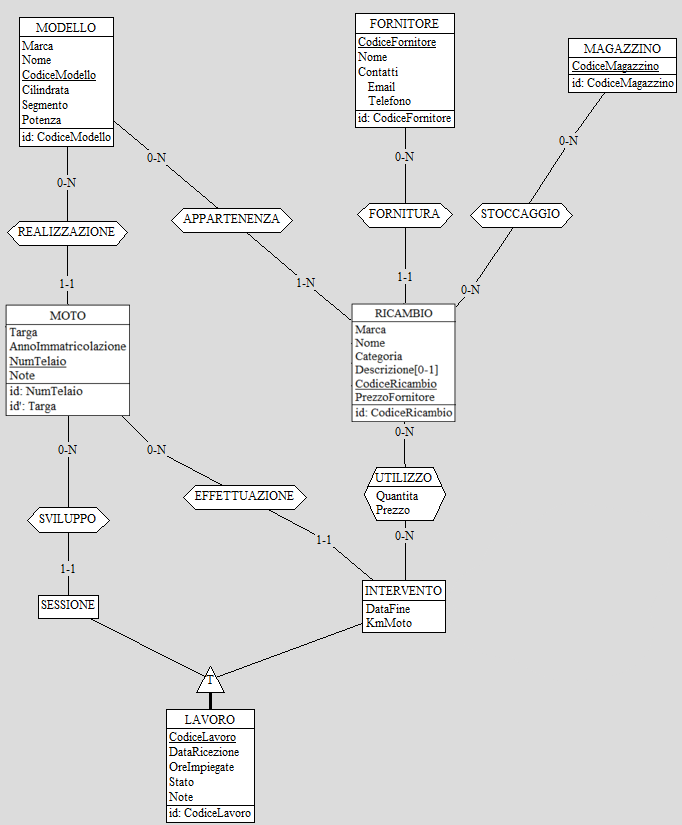 MODELLO
Marca
Nome
CodiceModello
Cilindrata
Segmento
Potenza
id: CodiceModello
FORNITORE
CodiceFornitore
Nome
Contatti
Email
Telefono
id: CodiceFornitore
MAGAZZINO
CodiceMagazzino
id: CodiceMagazzino
0-N
0-N
0-N
0-N
REALIZZAZIONE
APPARTENENZA
FORNITURA
STOCCAGGIO
1-1
1-N
1-1
0-N
MOTO
Targa
AnnoImmatricolazione
NumTelaio
Note
id: NumTelaio
id': Targa
RICAMBIO
Marca
Nome
Categoria
Descrizione[0-1]
CodiceRicambio
PrezzoFornitore
id: CodiceRicambio
0-N
0-N
0-N
SVILUPPO
EFFETTUAZIONE
UTILIZZO
Quantita
Prezzo
1-1
1-1
0-N
SESSIONE
INTERVENTO
DataFine
KmMoto
T
LAVORO
CodiceLavoro
DataRicezione
OreImpiegate
Stato
Note
id: CodiceLavoro